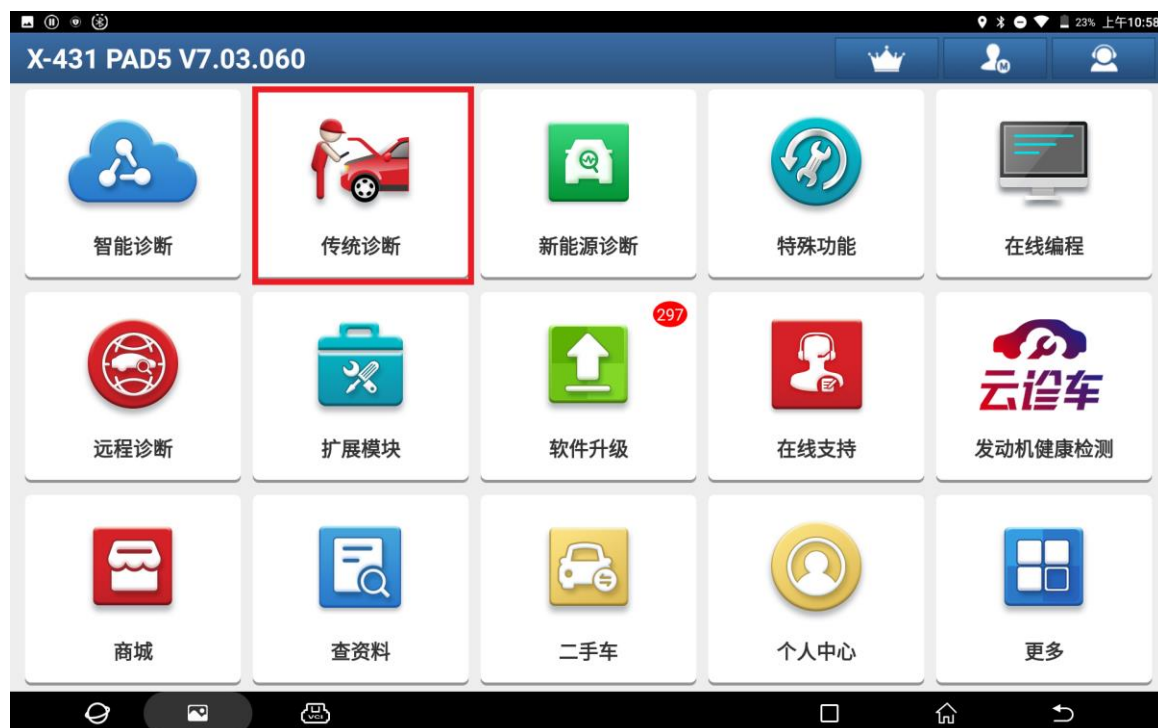 23% 上午10:58
X-431 PAD5 V7.03.060
M
智能诊断
传统诊断
新能源诊断
特殊功能
在线编程
297
云诊车
远程诊断
扩展模块
软件升级
在线支持
发动机健康检测
商城
查资料
二手车
个人中心
更多
VCI